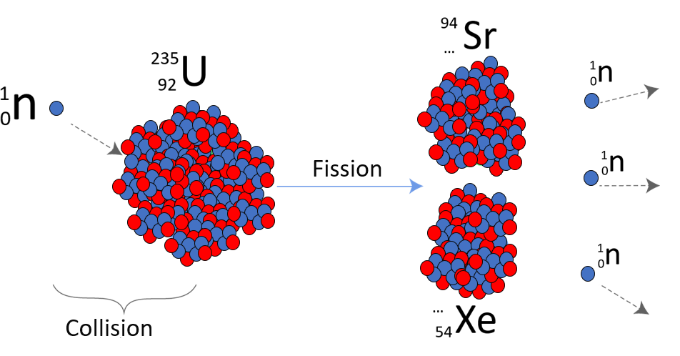 1
0n
235
92U
Collision
Fission
94
...Sr
...
54Xe
1
0n
1
0n
1
0n